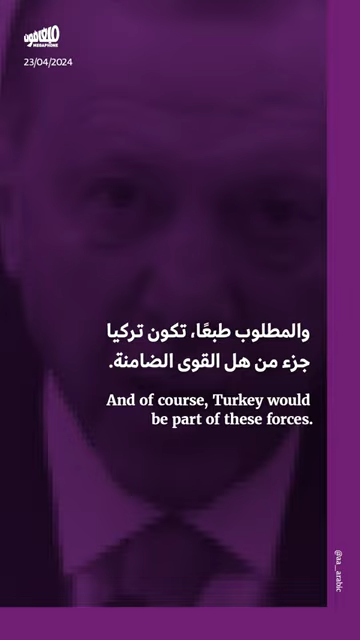 ميغافون
MEGAPHONE
23/04/2024
والمطلوب طبعًا، تكون تركيا
جزء من هل القوى الضامنة.
And of course, Turkey would
be part of these forces.
@aa_arabic